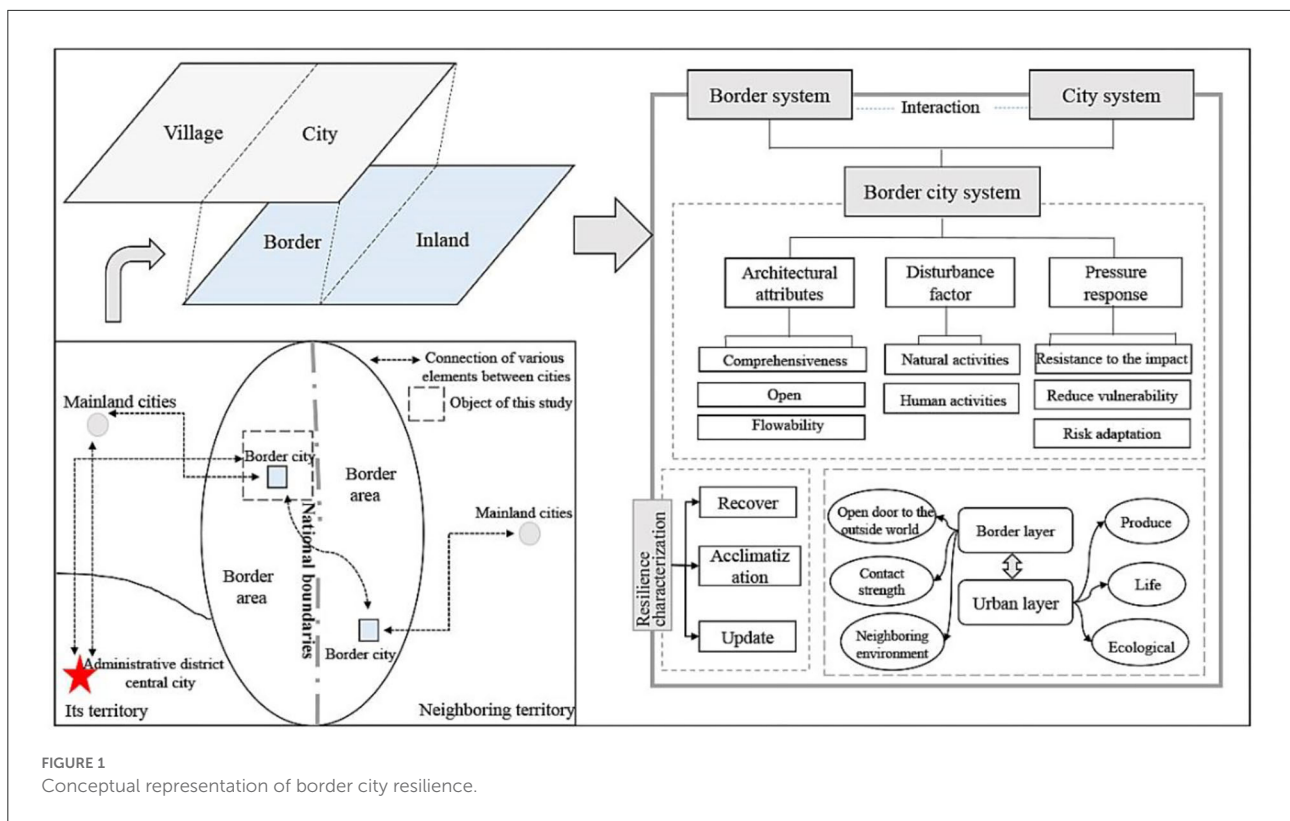 Village
City
Border
Inland
Connection of various
elements between cities
Object of this study
Mainland cities
Border city
Border
area
National boundaries
Mainland cities
Border
area
Border city
Administrative district
central city
Its territory
Neighboring territory
Border system
Interaction
City system
Border city system
Architectural
attributes
Disturbance
factor
Pressure
response
Comprehensiveness
Natural activities
Resistance to the impact
Open
Human activities
Reduce vulnerability
Flowability
Risk adaptation
Resilience
characterization
Recover
Acclimatiz
ation
Update
Open door to the
outside world
Contact
strength
Neighboring
environment
Border layer
Urban layer
Produce
Life
Ecological
FIGURE 1
Conceptual representation of border city resilience.